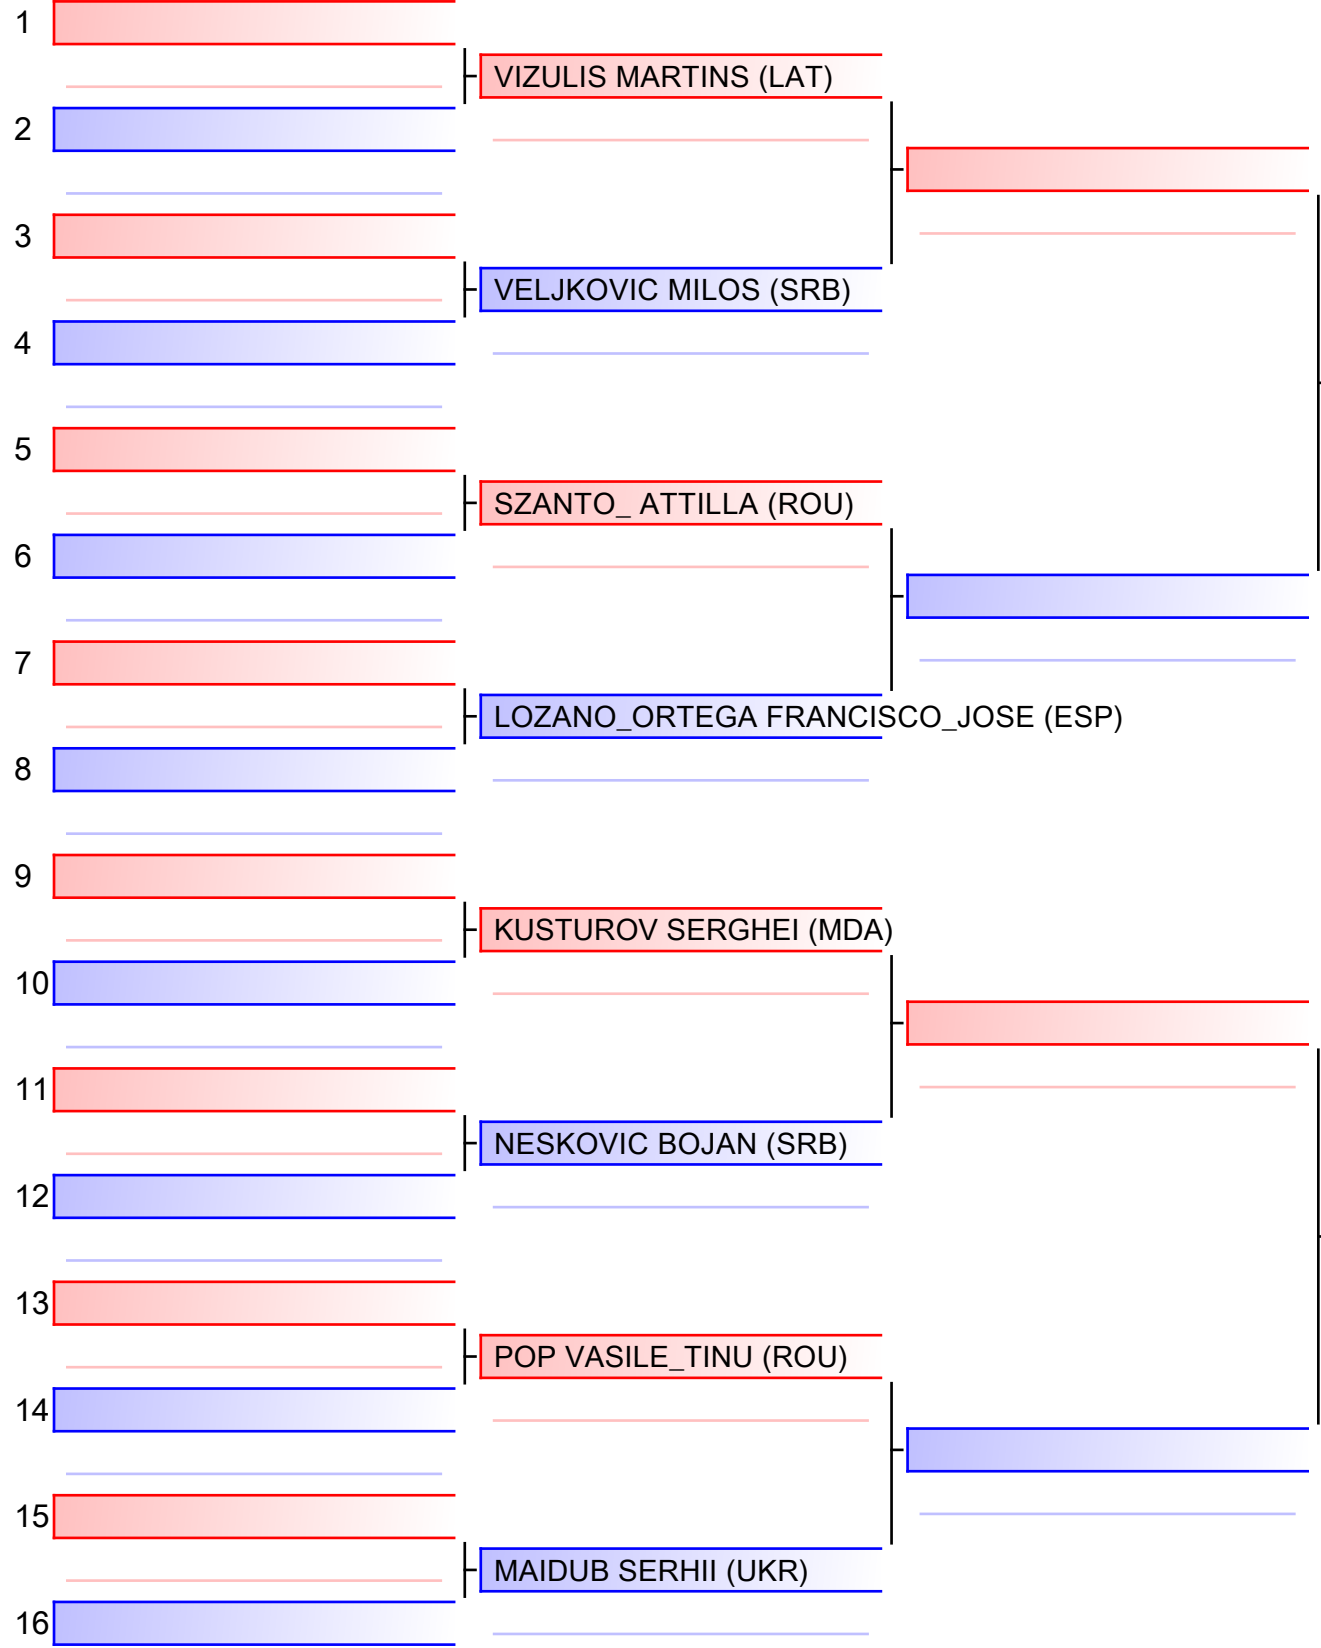 1
VIZULIS MARTINS (LAT)
2
3
VELJKOVIC MILOS (SRB)
4
5
SZANTO_ ATTILLA (ROU)
6
7
LOZANO_ORTEGA FRANCISCO_JOSE (ESP)
8
9
KUSTUROV SERGHEI (MDA)
10
11
NESKOVIC BOJAN (SRB)
12
13
POP VASILE_TINU (ROU)
14
15
MAIDUB SERHII (UKR)
16